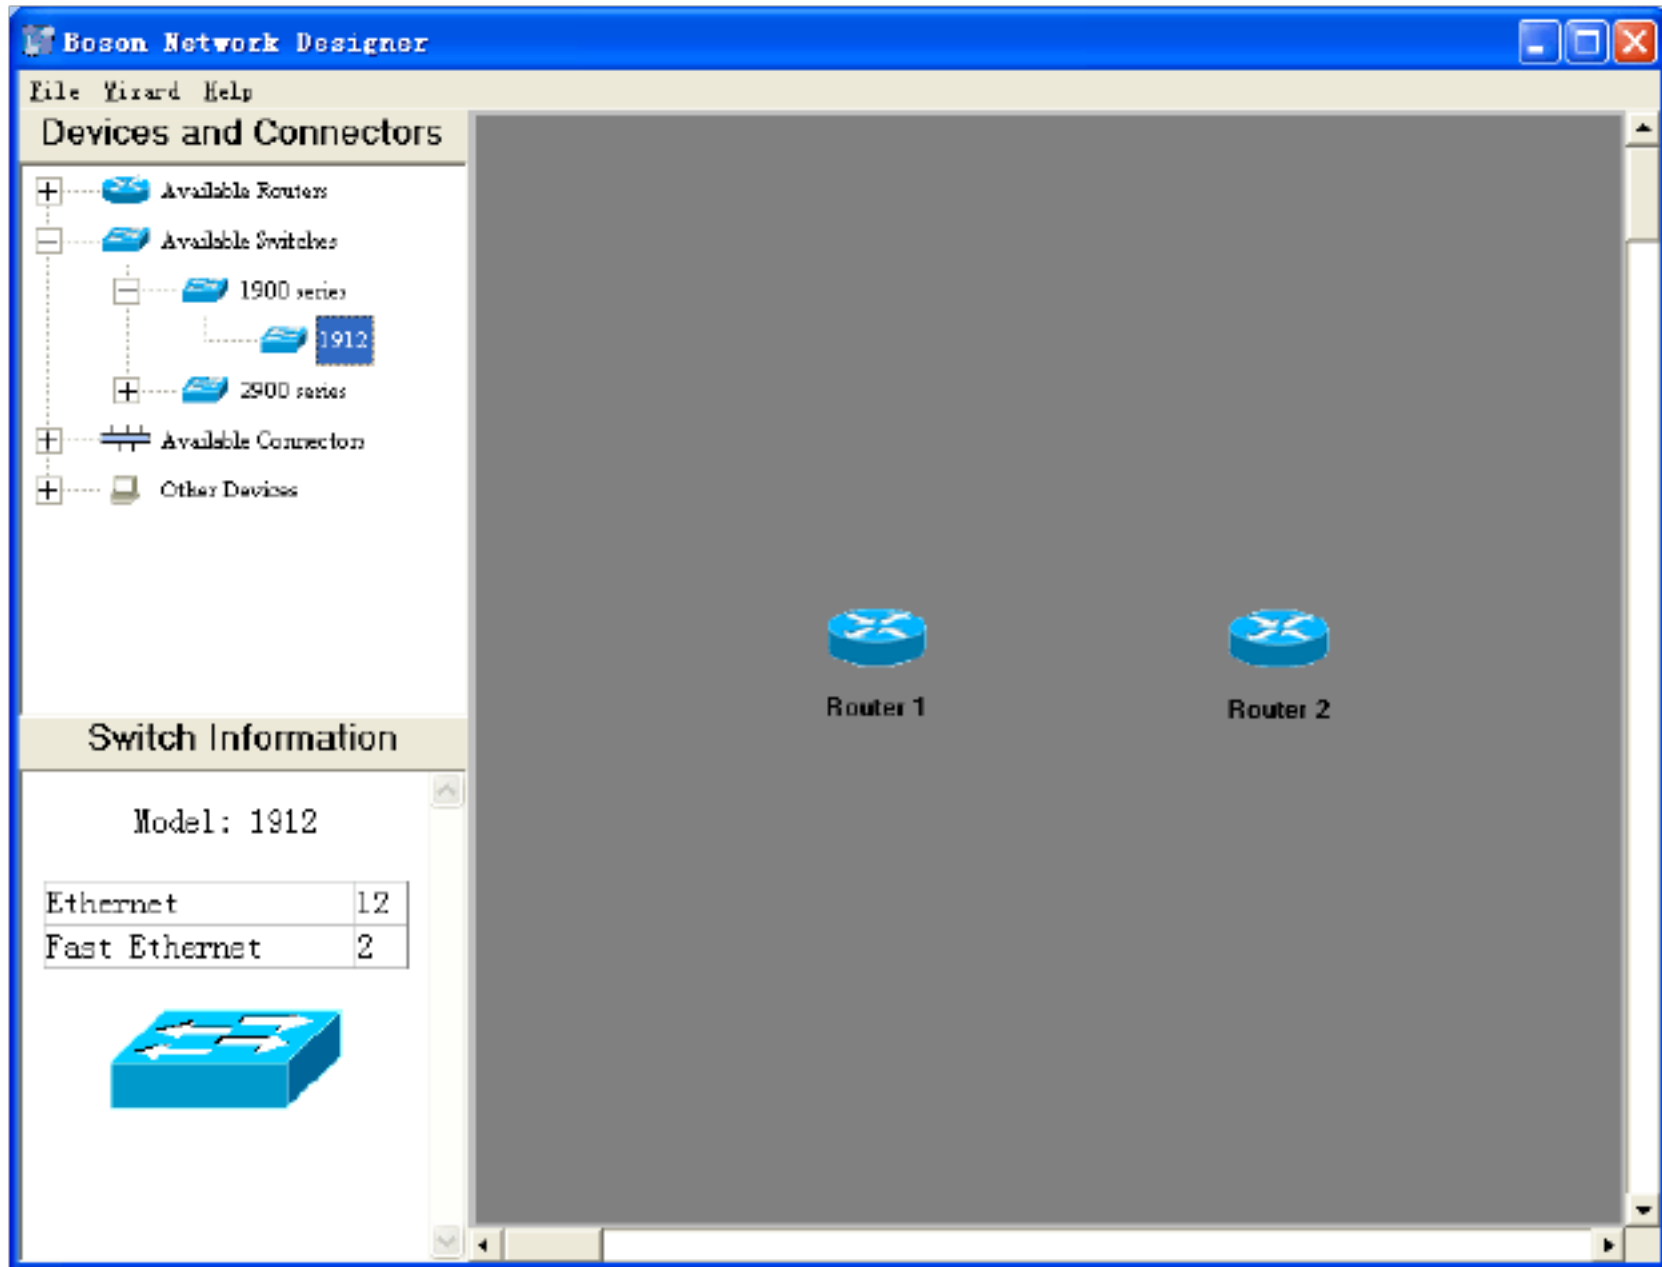 Boson Network Designer
File Wizard Help
Devices and Connectors
Available Routers
Available Switches
1900 series
1912
2900 series
Available Connectors
Other Devices
Switch Information
Model: 1912
Ethernet 12
Fast Ethernet 2
Router 1
Router 2